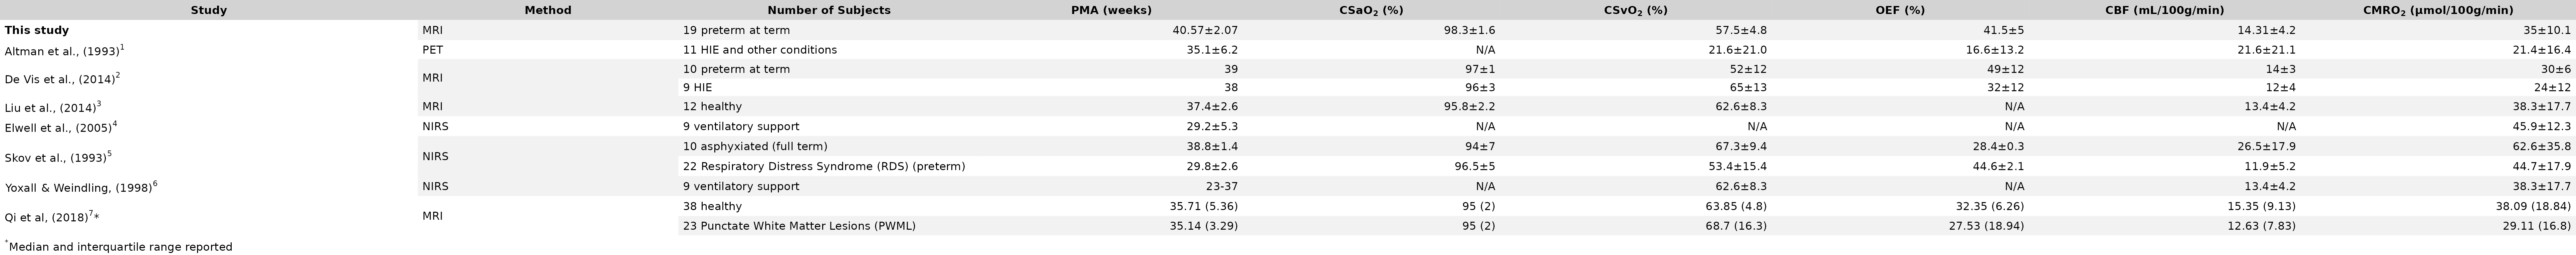 Study Method Number of Subjects PMA (weeks) CSaO2 (%) CSvO2 (%) OEF (%) CBF (mL/100g/min) CMRO2 (μmol/100g/min)
This study MRI 19 preterm at term 40.57±2.07 98.3±1.6 57.5±4.8 41.5±5 14.31±4.2 35±10.1
Altman et al., (1993)1 PET 11 HIE and other conditions 35.1±6.2 N/A 21.6±21.0 16.6±13.2 21.6±21.1 21.4±16.4
De Vis et al., (2014)2 MRI 10 preterm at term 39 97±1 52±12 49±12 14±3 30±6
9 HIE 38 96±3 65±13 32±12 12±4 24±12
Liu et al., (2014)3 MRI 12 healthy 37.4±2.6 95.8±2.2 62.6±8.3 N/A 13.4±4.2 38.3±17.7
Elwell et al., (2005)4 NIRS 9 ventilatory support 29.2±5.3 N/A N/A N/A N/A 45.9±12.3
Skov et al., (1993)5 NIRS 10 asphyxiated (full term) 38.8±1.4 94±7 67.3±9.4 28.4±0.3 26.5±17.9 62.6±35.8
22 Respiratory Distress Syndrome (RDS) (preterm) 29.8±2.6 96.5±5 53.4±15.4 44.6±2.1 11.9±5.2 44.7±17.9
Yoxall & Weindling, (1998)6 NIRS 9 ventilatory support 23-37 N/A 62.6±8.3 N/A 13.4±4.2 38.3±17.7
Qi et al, (2018)7* MRI 38 healthy 35.71 (5.36) 95 (2) 63.85 (4.8) 32.35 (6.26) 15.35 (9.13) 38.09 (18.84)
23 Punctate White Matter Lesions (PWML) 35.14 (3.29) 95 (2) 68.7 (16.3) 27.53 (18.94) 12.63 (7.83) 29.11 (16.8)
*Median and interquartile range reported